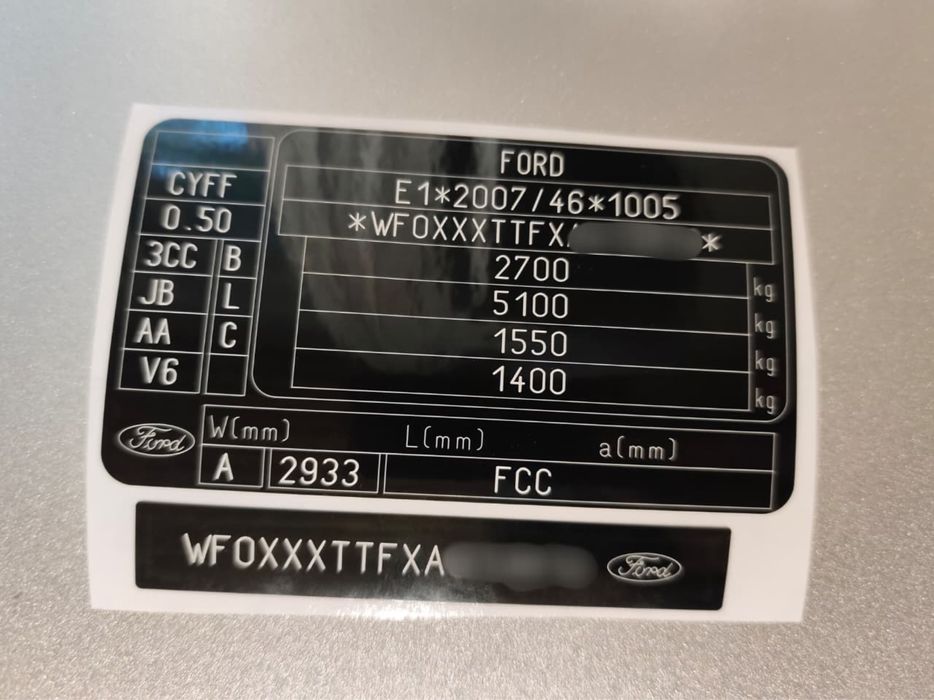 FORD
E1*2007/46*1005
*WF0XXXTTFXA *
2700 kg
5100 kg
1550 kg
1400 kg
CYFF
0.50
3CC B
JB L
AA C
V6
Ford
W(mm) L(mm) a(mm)
A 2933 FCC
WF0XXXTTFXA Ford